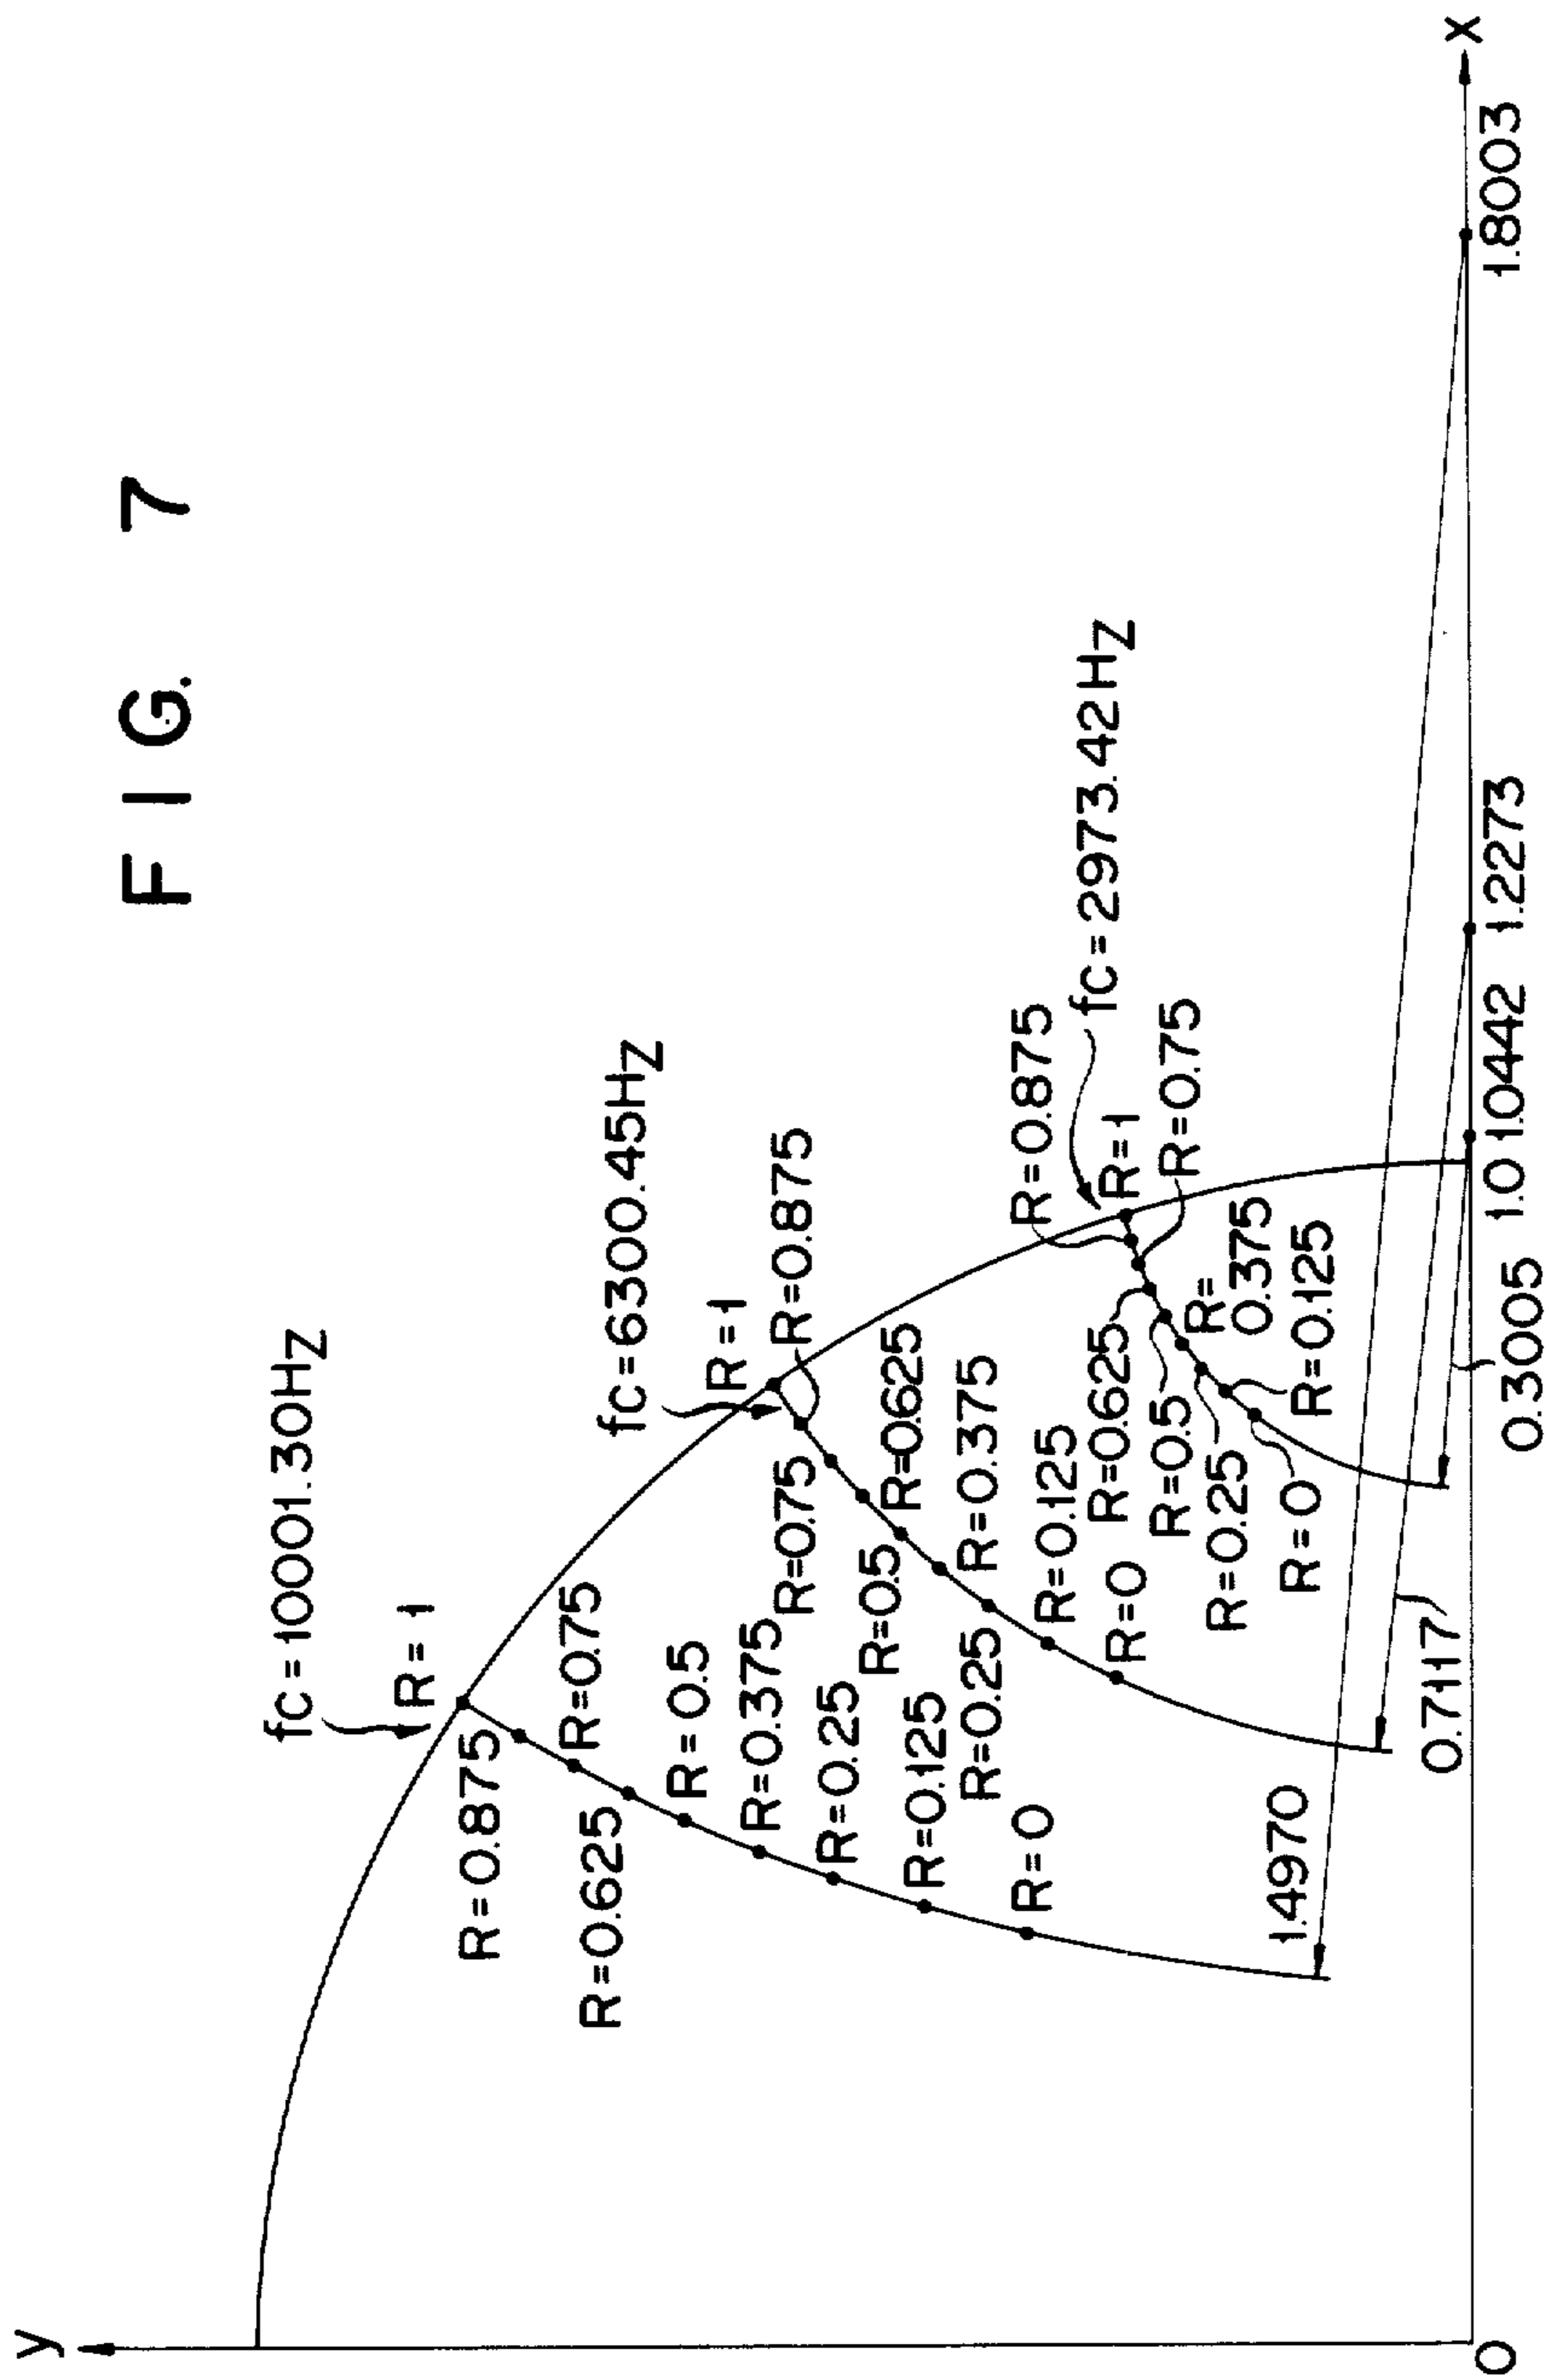 FIG. 7
y
fc=10001.30Hz
R=1
R=0.875
R=0.75
R=0.625
R=0.5
R=0.375
R=0.25
R=0.125
R=0
fc=6300.45Hz
R=1
R=0.875
R=0.75
R=0.625
R=0.5
R=0.375
R=0.25
R=0.125
R=0
fc=2973.42Hz
R=0.875
R=1
R=0.75
R=0.625
R=0.5
R=
0.375
R=0.25
R=0.125
R=0
1.4970
0.7117
0.3005
0
1.0
1.0442
1.2273
1.8003
x